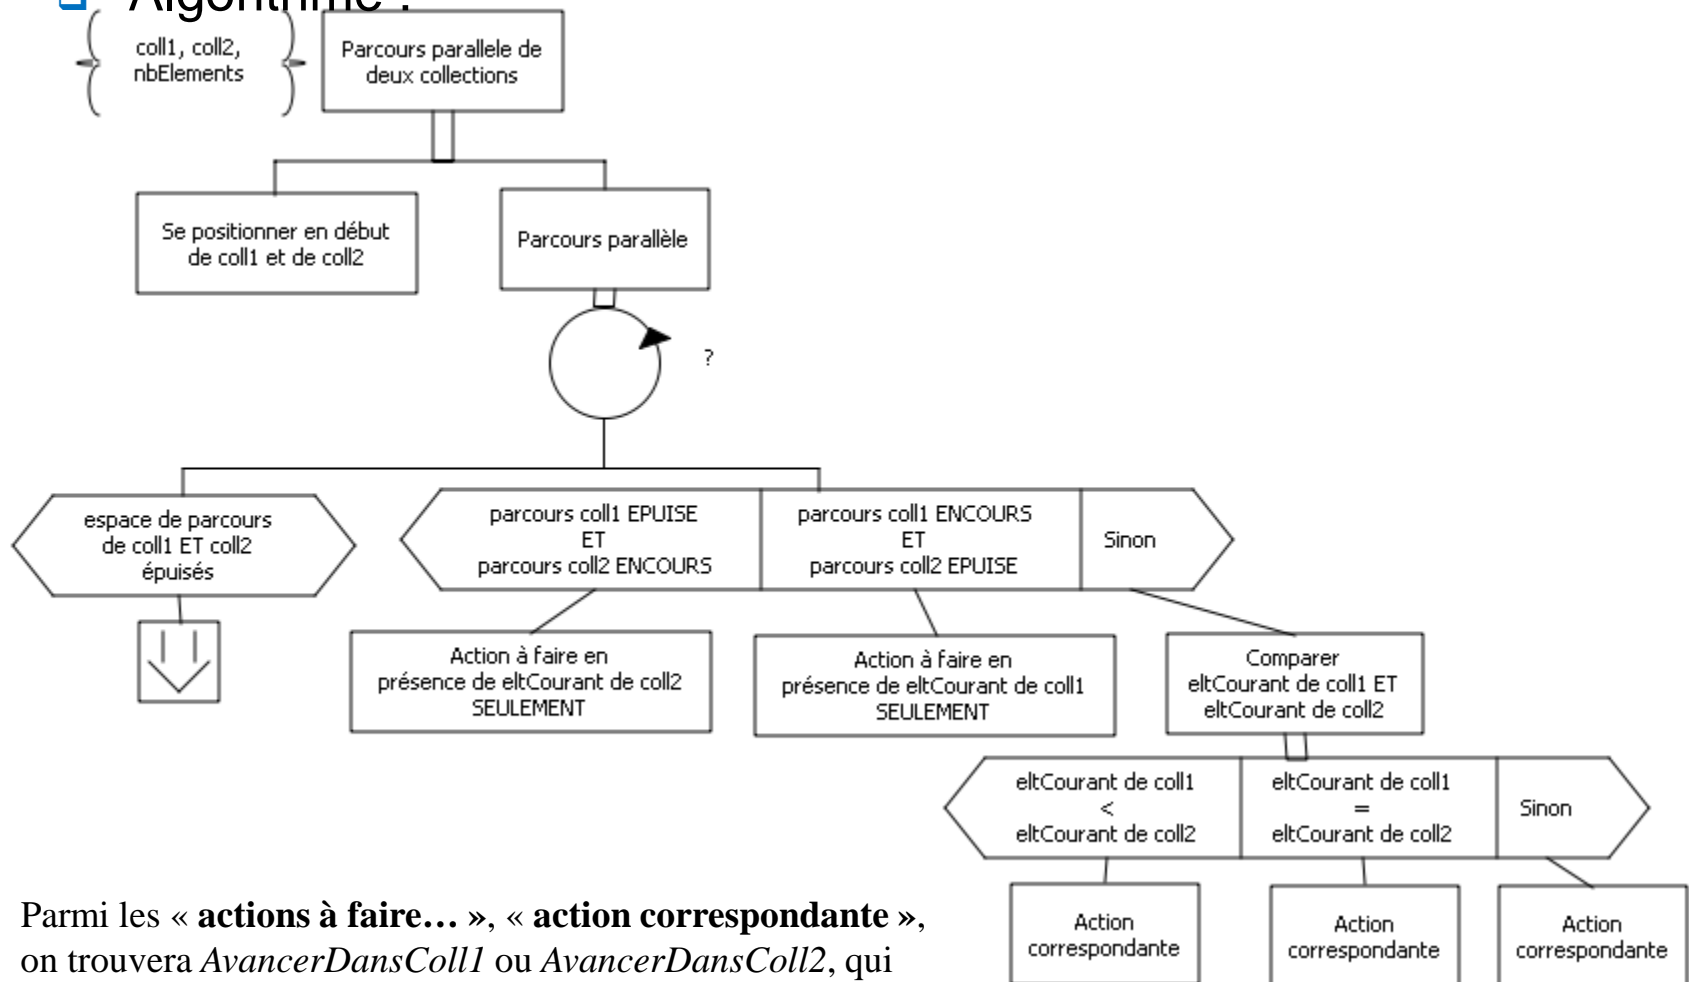 Algorithme :
coll1, coll2,
nbElements
Parcours parallele de
deux collections
Se positionner en début
de coll1 et de coll2
Parcours parallèle
?
espace de parcours
de coll1 ET coll2
épuisés
parcours coll1 EPUISE
ET
parcours coll2 ENCOURS
parcours coll1 ENCOURS
ET
parcours coll2 EPUISE
Sinon
Action à faire en
présence de eltCourant de coll2
SEULEMENT
Action à faire en
présence de eltCourant de coll1
SEULEMENT
Comparer
eltCourant de coll1 ET
eltCourant de coll2
eltCourant de coll1
<
eltCourant de coll2
eltCourant de coll1
=
eltCourant de coll2
Sinon
Action
correspondante
Action
correspondante
Action
correspondante
Parmi les « actions à faire… », « action correspondante »,
on trouvera AvancerDansColl1 ou AvancerDansColl2, qui